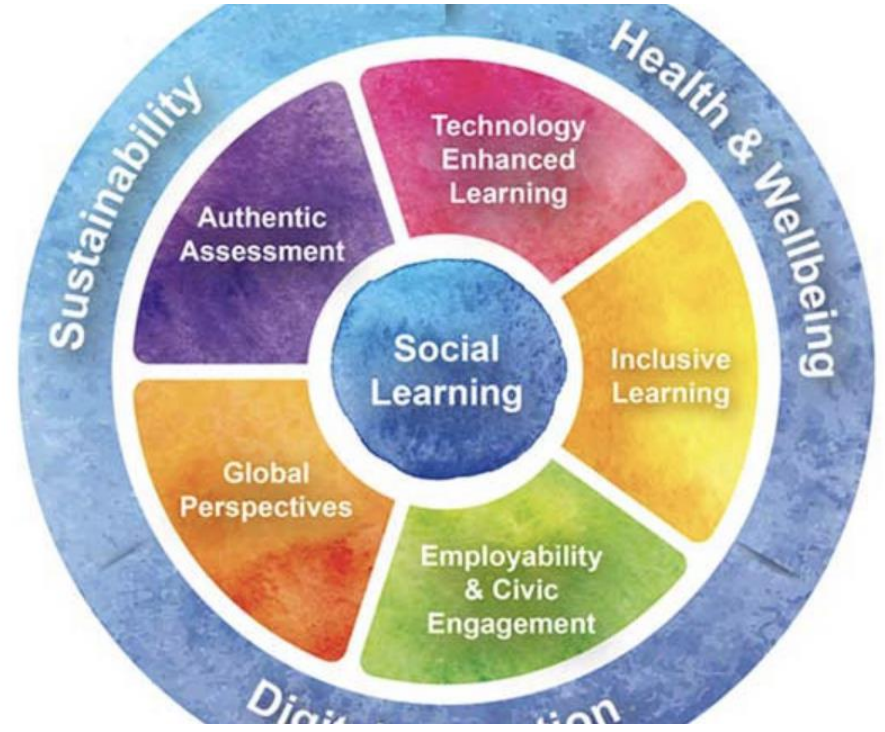 Sustainability
Health & Wellbeing
Technology
Enhanced
Learning
Authentic
Assessment
Social
Learning
Inclusive
Learning
Global
Perspectives
Employability
& Civic
Engagement